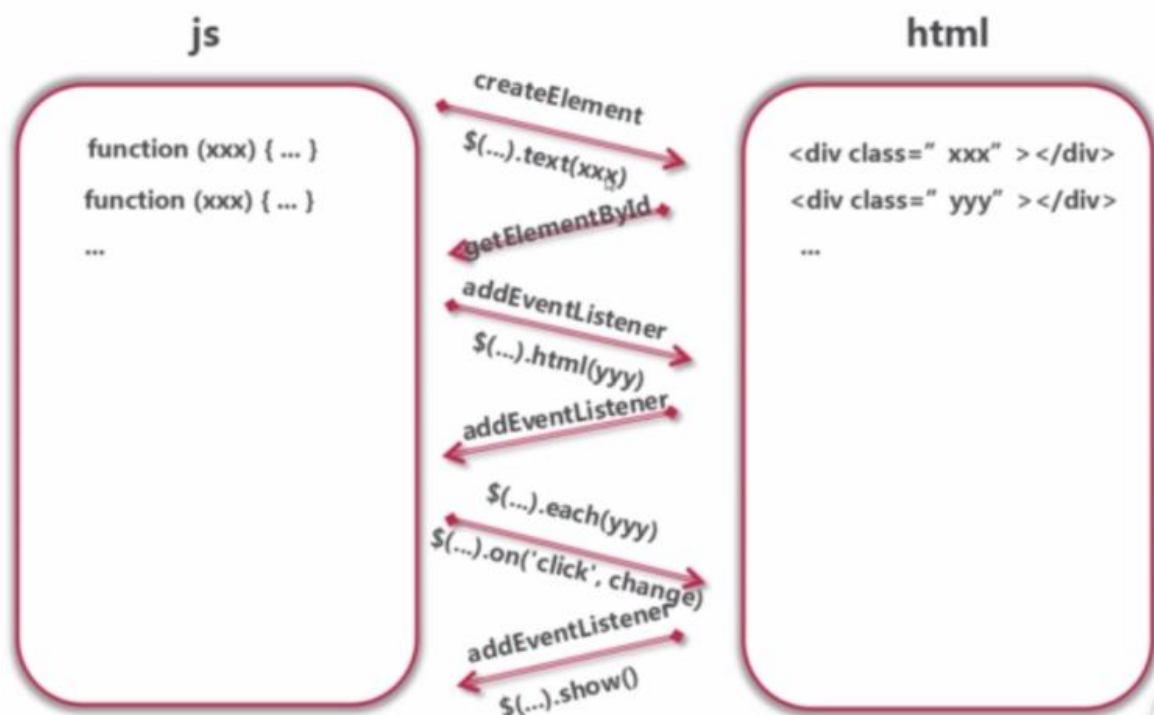 js
html
function (xxx) { ... }
function (xxx) { ... }
...
createElement
$(...).text(xxx)
getElementById
addEventListener
$(...).html(yyy)
addEventListener
$(...).each(yyy)
$(...).on('click', change)
addEventListener
$(...).show()
<div class=” xxx” ></div>
<div class=” yyy” ></div>
...